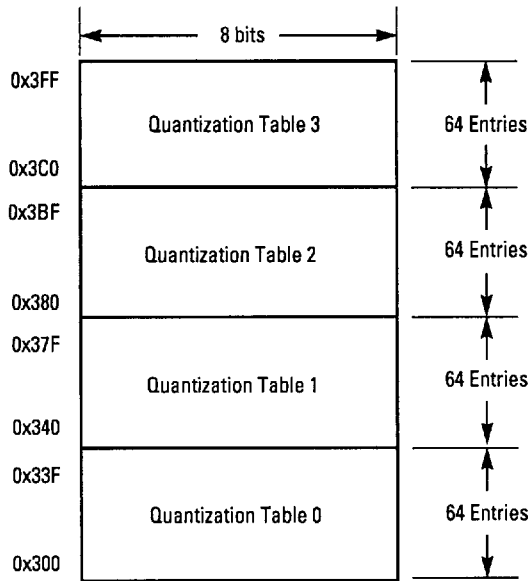 8 bits
0x3FF
Quantization Table 3
64 Entries
0x3C0
0x3BF
Quantization Table 2
64 Entries
0x380
0x37F
Quantization Table 1
64 Entries
0x340
0x33F
Quantization Table 0
64 Entries
0x300